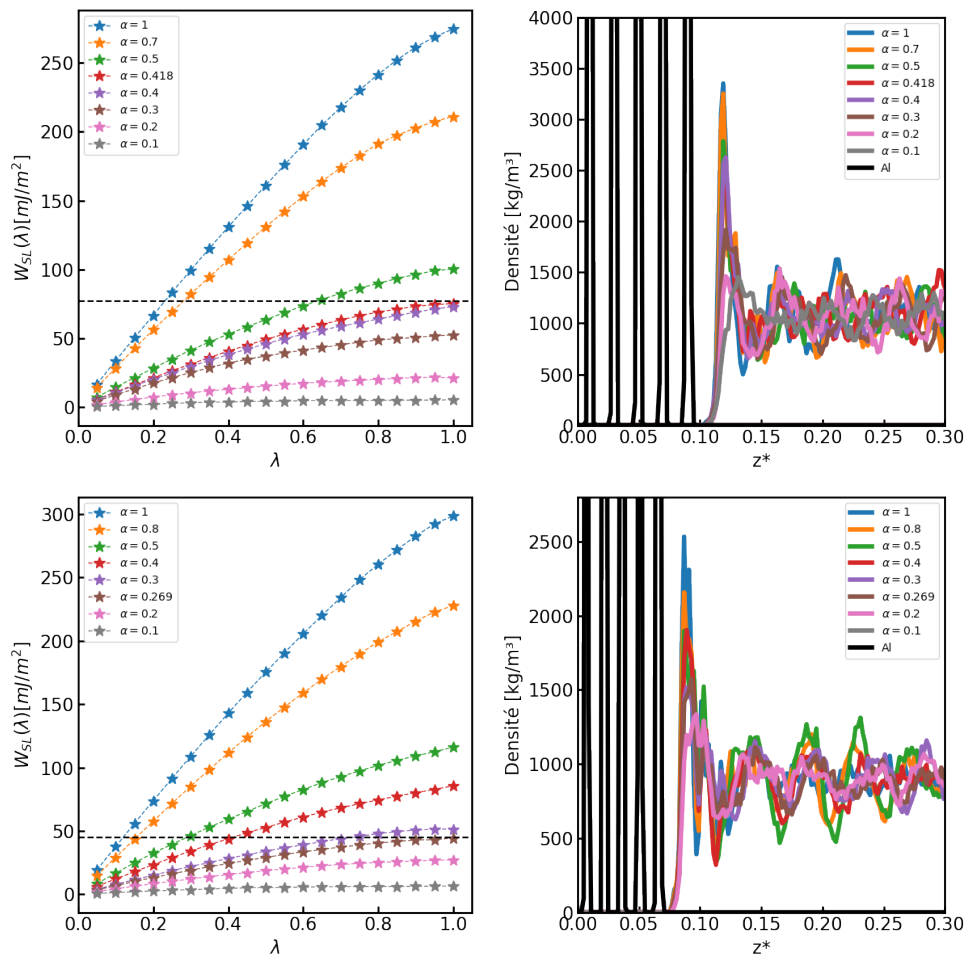 α = 1
α = 0.7
α = 0.5
α = 0.418
α = 0.4
α = 0.3
α = 0.2
α = 0.1
W_SL(λ)[mJ/m²]
250
200
150
100
50
0
0.0 0.2 0.4 0.6 0.8 1.0
λ
α = 1
α = 0.7
α = 0.5
α = 0.418
α = 0.4
α = 0.3
α = 0.2
α = 0.1
Al
Densité [kg/m³]
4000
3500
3000
2500
2000
1500
1000
500
0
0.00 0.05 0.10 0.15 0.20 0.25 0.30
z*
α = 1
α = 0.8
α = 0.5
α = 0.4
α = 0.3
α = 0.269
α = 0.2
α = 0.1
W_SL(λ)[mJ/m²]
300
250
200
150
100
50
0
0.0 0.2 0.4 0.6 0.8 1.0
λ
α = 1
α = 0.8
α = 0.5
α = 0.4
α = 0.3
α = 0.269
α = 0.2
α = 0.1
Al
Densité [kg/m³]
2500
2000
1500
1000
500
0
0.00 0.05 0.10 0.15 0.20 0.25 0.30
z*